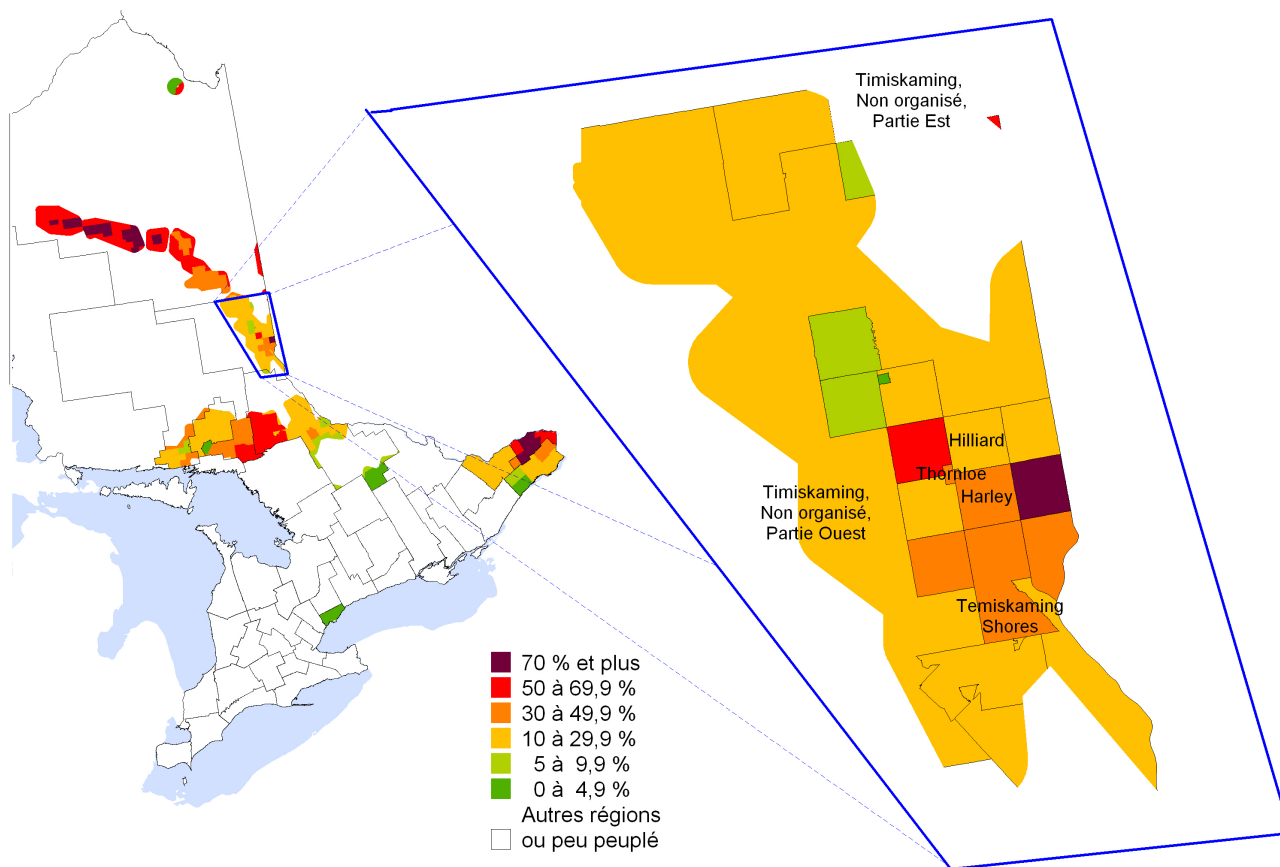 Timiskaming,
Non organisé,
Partie Est
Hilliard
Thornloe
Harley
Timiskaming,
Non organisé,
Partie Ouest
Temiskaming
Shores
70 % et plus
50 à 69,9 %
30 à 49,9 %
10 à 29,9 %
5 à 9,9 %
0 à 4,9 %
Autres régions
ou peu peuplé